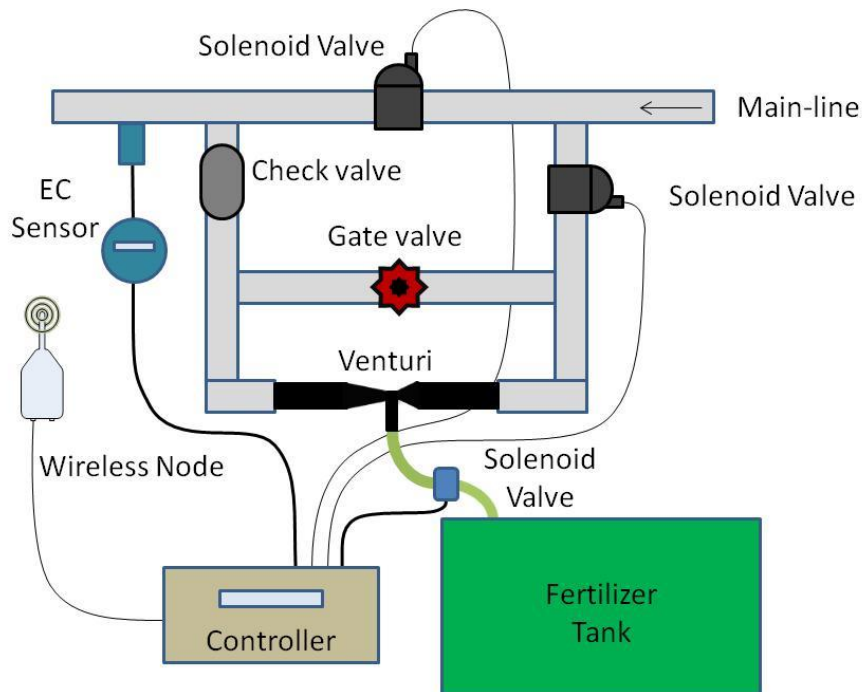 Solenoid Valve
Main-line
Check valve
Solenoid Valve
EC
Sensor
Gate valve
Venturi
Wireless Node
Solenoid
Valve
Fertilizer
Tank
Controller